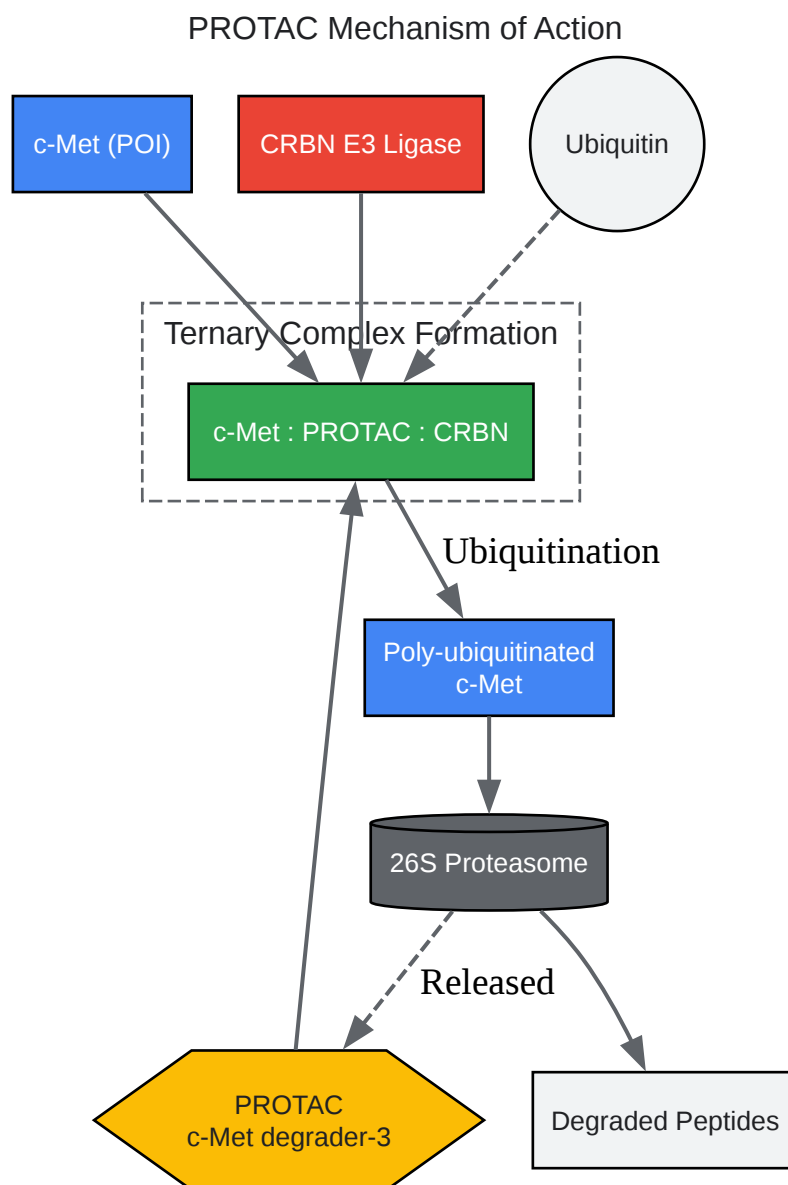 PROTAC Mechanism of Action
c-Met (POI)
CRBN E3 Ligase
Ubiquitin
Ternary Complex Formation
c-Met : PROTAC : CRBN
Ubiquitination
Poly-ubiquitinated
c-Met
26S Proteasome
Released
PROTAC
c-Met degrader-3
Degraded Peptides